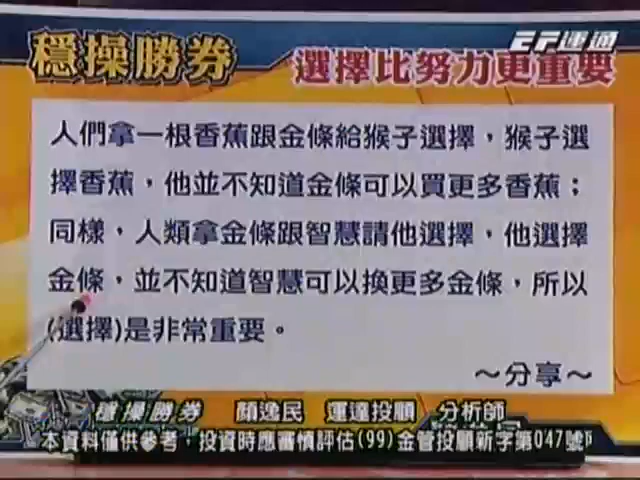 EF運通
穩操勝券
選擇比努力更重要
人們拿一根香蕉跟金條給猴子選擇，猴子選
擇香蕉，他並不知道金條可以買更多香蕉；
同樣，人類拿金條跟智慧請他選擇，他選擇
金條，並不知道智慧可以換更多金條，所以
(選擇)是非常重要。
～分享～
穩操勝券 顏逸民 運達投顧 分析師
本資料僅供參考，投資時應審慎評估(99)金管投顧新字第047號